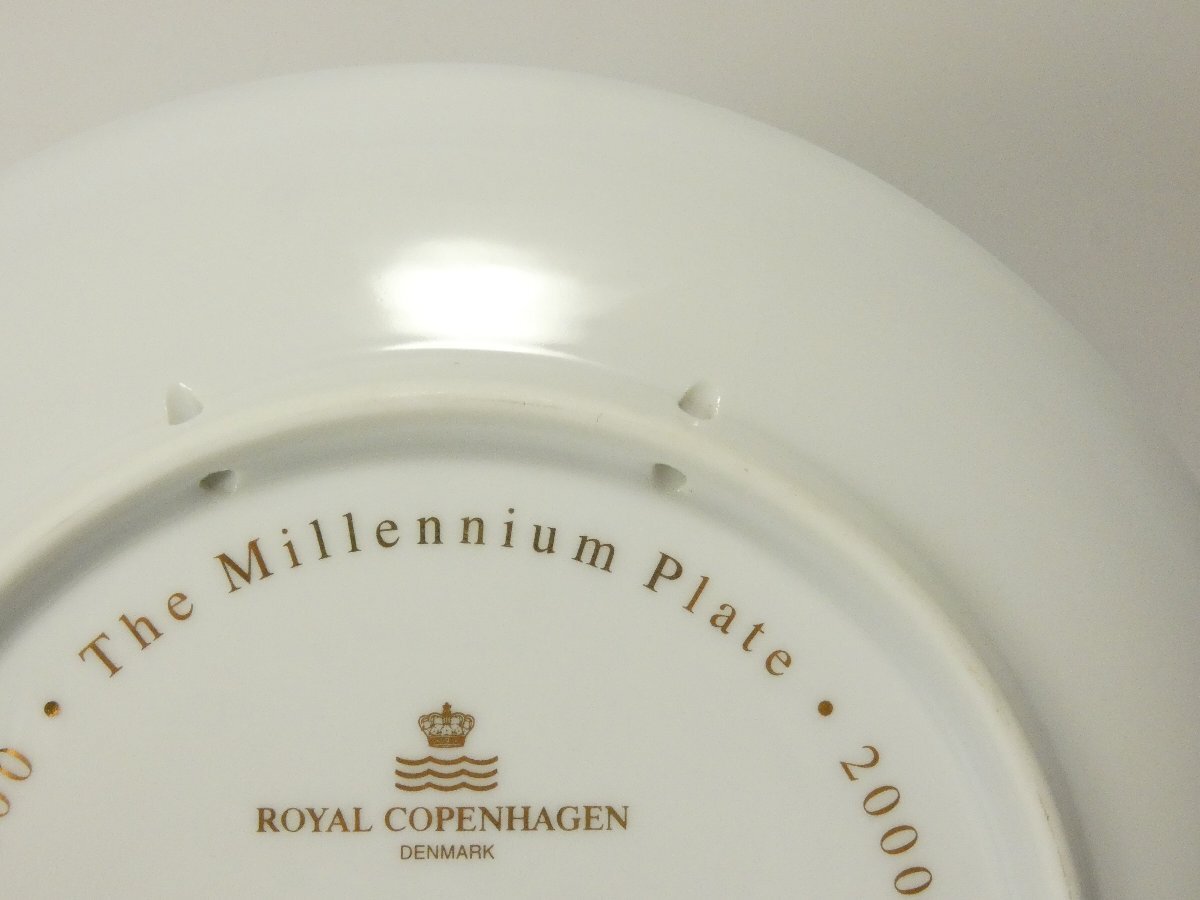 • The Millennium Plate • 2000
ROYAL COPENHAGEN
DENMARK